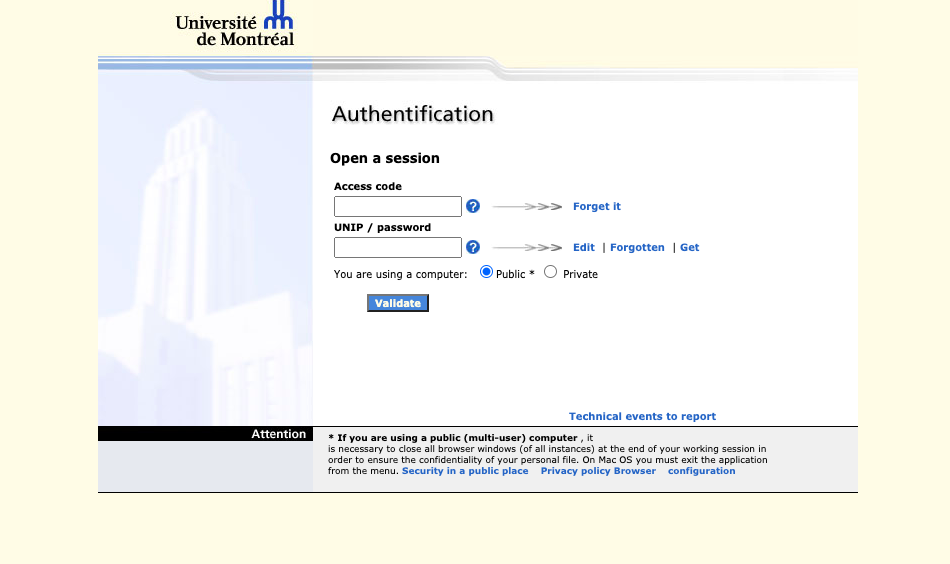 Université
de Montréal
Authentification
Open a session
Access code
? Forget it
UNIP / password
? Edit | Forgotten | Get
You are using a computer: Public * Private
Validate
Technical events to report
Attention
* If you are using a public (multi-user) computer , it
is necessary to close all browser windows (of all instances) at the end of your working session in
order to ensure the confidentiality of your personal file. On Mac OS you must exit the application
from the menu. Security in a public place Privacy policy Browser configuration